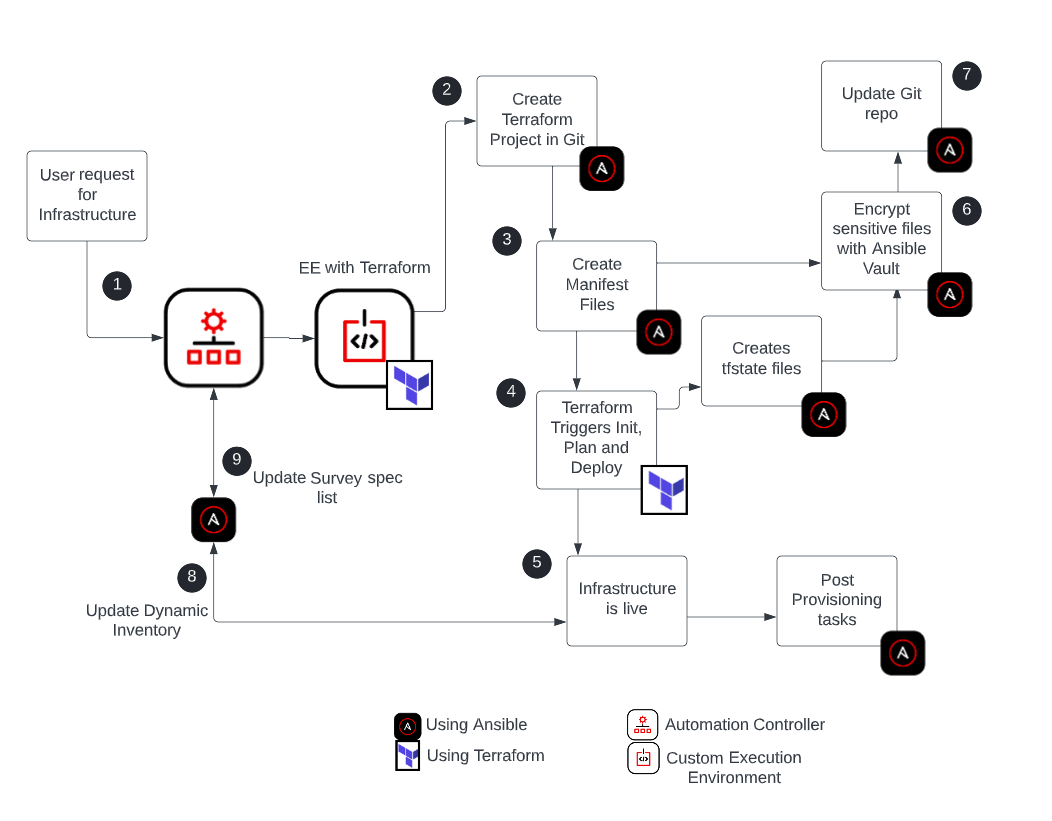 2
Create
Terraform
Project in Git
7
Update Git
repo
User request
for
Infrastructure
1
3
Create
Manifest
Files
6
Encrypt
sensitive files
with Ansible
Vault
EE with Terraform
Creates
tfstate files
4
Terraform
Triggers Init,
Plan and
Deploy
9
Update Survey spec
list
8
Update Dynamic
Inventory
5
Infrastructure
is live
Post
Provisioning
tasks
Using Ansible
Using Terraform
Automation Controller
Custom Execution
Environment